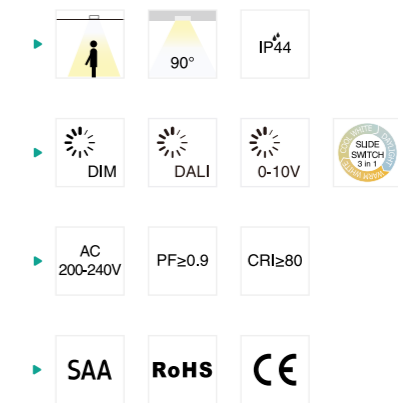 90°
IP44
DIM
DALI
0-10V
COOL WHITE
DAYLIGHT
WARM WHITE
SLIDE
SWITCH
3 in 1
AC
200-240V
PF≥0.9
CRI≥80
SAA
RoHS
CE